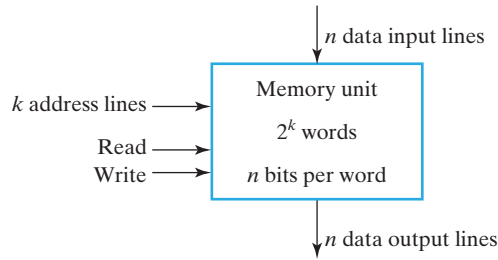 n data input lines
k address lines
Read
Write
Memory unit
2^k words
n bits per word
n data output lines